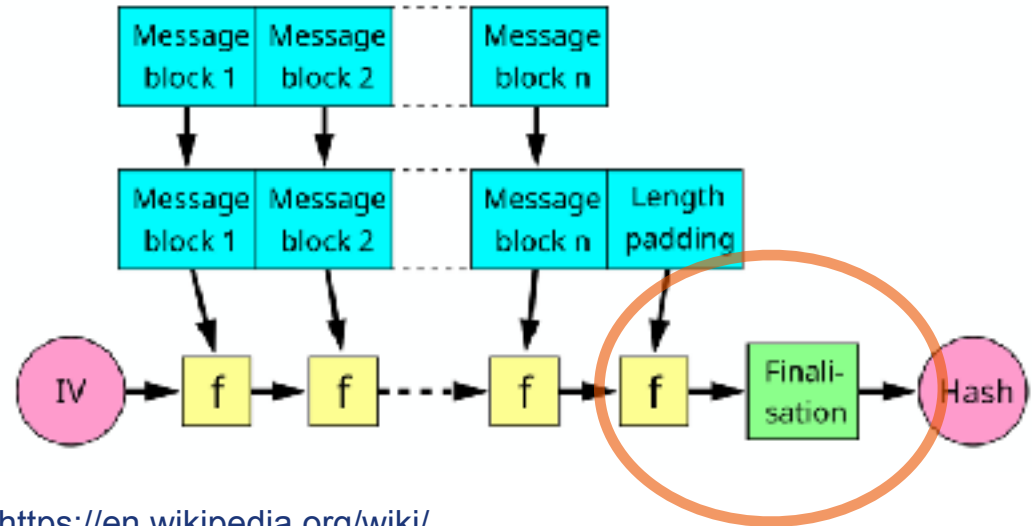 Message Message Message
block 1 block 2 block n
Message Message Message Length
block 1 block 2 block n padding
IV f f f f Finali-
sation Hash
https://en.wikipedia.org/wiki/